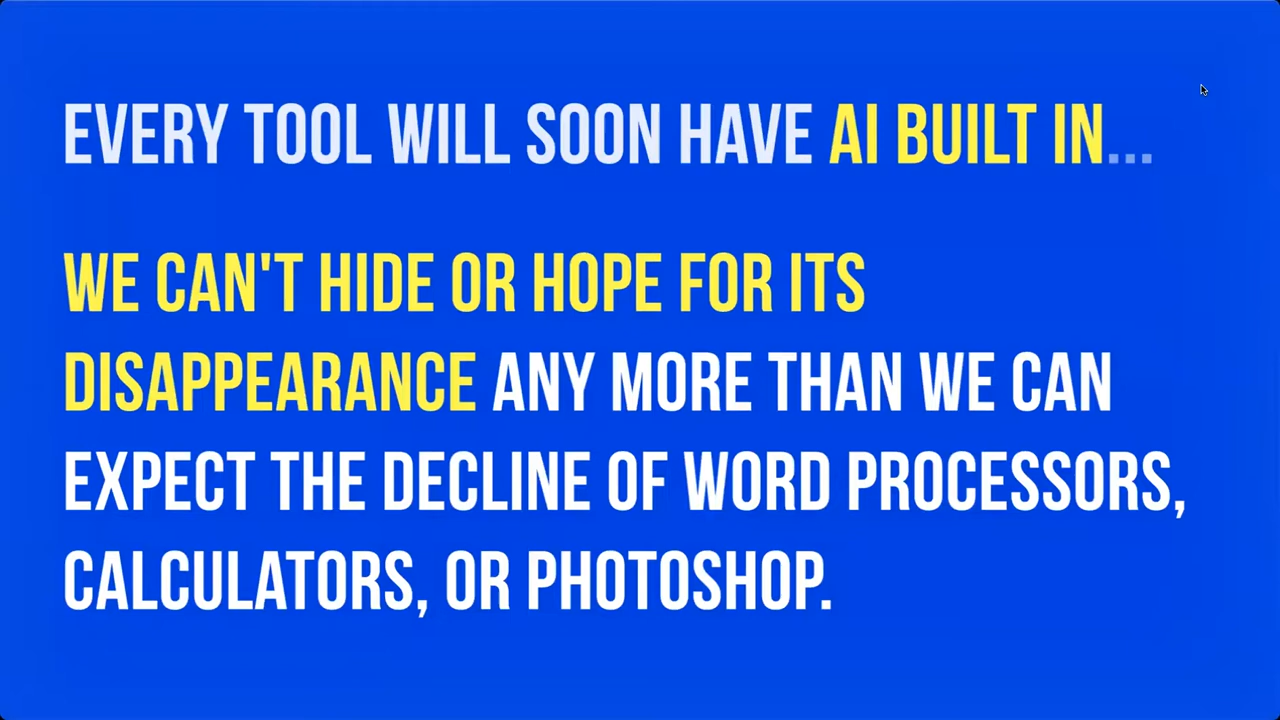 EVERY TOOL WILL SOON HAVE AI BUILT IN...
WE CAN'T HIDE OR HOPE FOR ITS
DISAPPEARANCE ANY MORE THAN WE CAN
EXPECT THE DECLINE OF WORD PROCESSORS,
CALCULATORS, OR PHOTOSHOP.